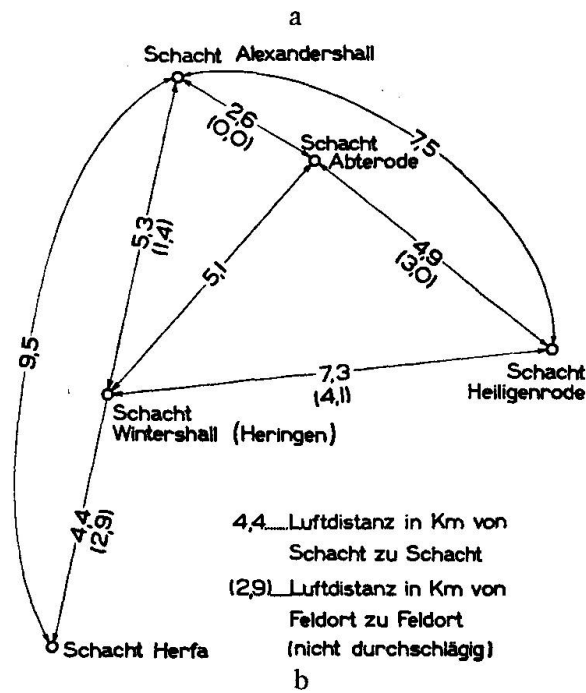 a
Schacht Alexandershall
2,6
(0,0)
Schacht
Abterode
7,5
5,3
(1,4)
5,1
4,9
(3,0)
9,5
7,3
(4,1)
Schacht
Heiligenrode
Schacht
Wintershall (Heringen)
4,4
(2,9)
4,4.....Luftdistanz in Km von
Schacht zu Schacht
(2,9)...Luftdistanz in Km von
Feldort zu Feldort
(nicht durchschlägig)
Schacht Herfa
b